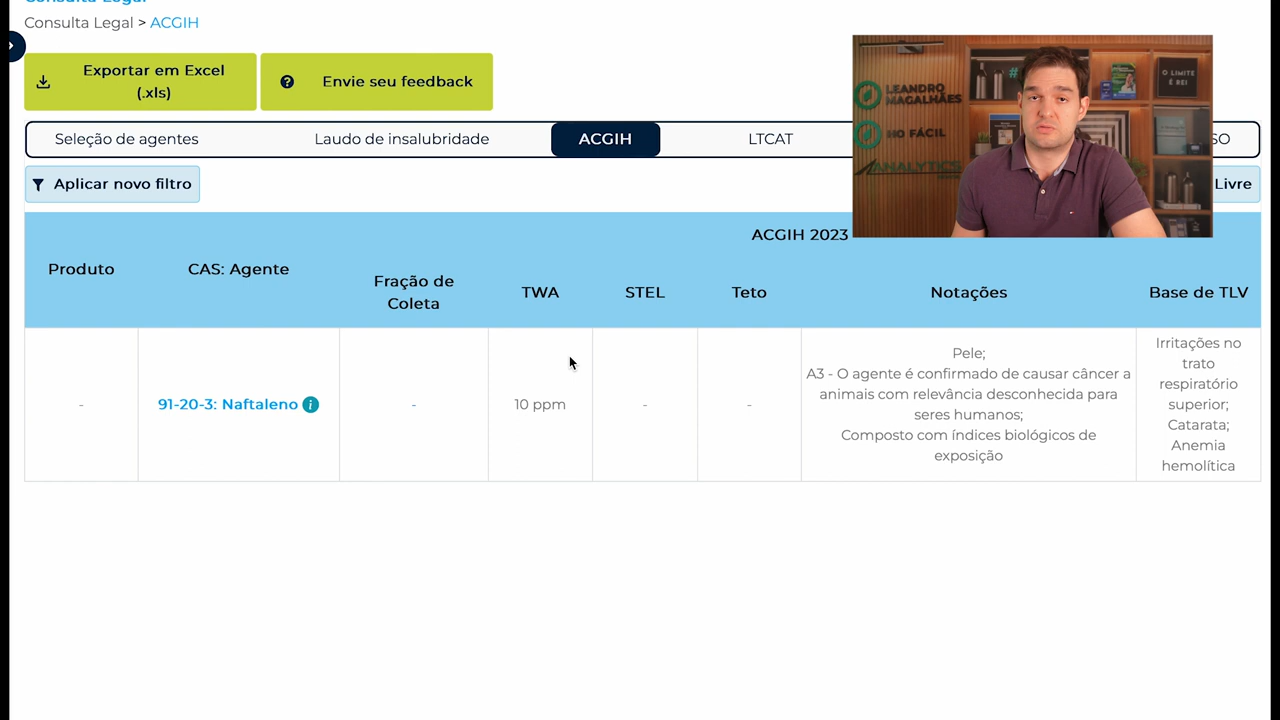 Consulta Legal > ACGIH
Exportar em Excel
(.xls)
Envie seu feedback
Seleção de agentes
Laudo de insalubridade
ACGIH
LTCAT
SO
Aplicar novo filtro
Livre
LEANDRO
MAGALHÃES
HO FÁCIL
ANALYTICS
O LIMITE
É REI
ACGIH 2023
Produto
CAS: Agente
Fração de
Coleta
TWA
STEL
Teto
Notações
Base de TLV
-
91-20-3: Naftaleno
-
10 ppm
-
-
Pele;
A3 - O agente é confirmado de causar câncer a
animais com relevância desconhecida para
seres humanos;
Composto com índices biológicos de
exposição
Irritações no
trato
respiratório
superior;
Catarata;
Anemia
hemolítica